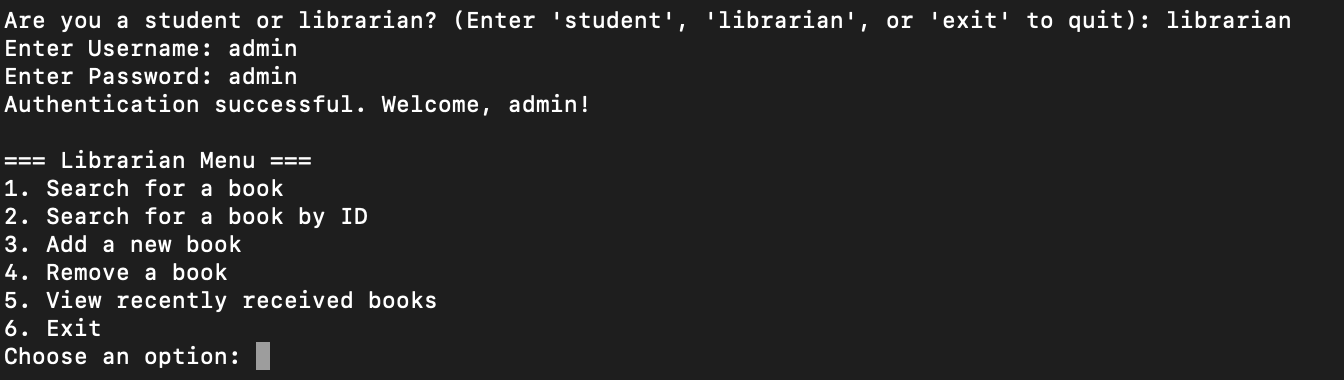 Are you a student or librarian? (Enter 'student', 'librarian', or 'exit' to quit): librarian
Enter Username: admin
Enter Password: admin
Authentication successful. Welcome, admin!
=== Librarian Menu ===
1. Search for a book
2. Search for a book by ID
3. Add a new book
4. Remove a book
5. View recently received books
6. Exit
Choose an option: